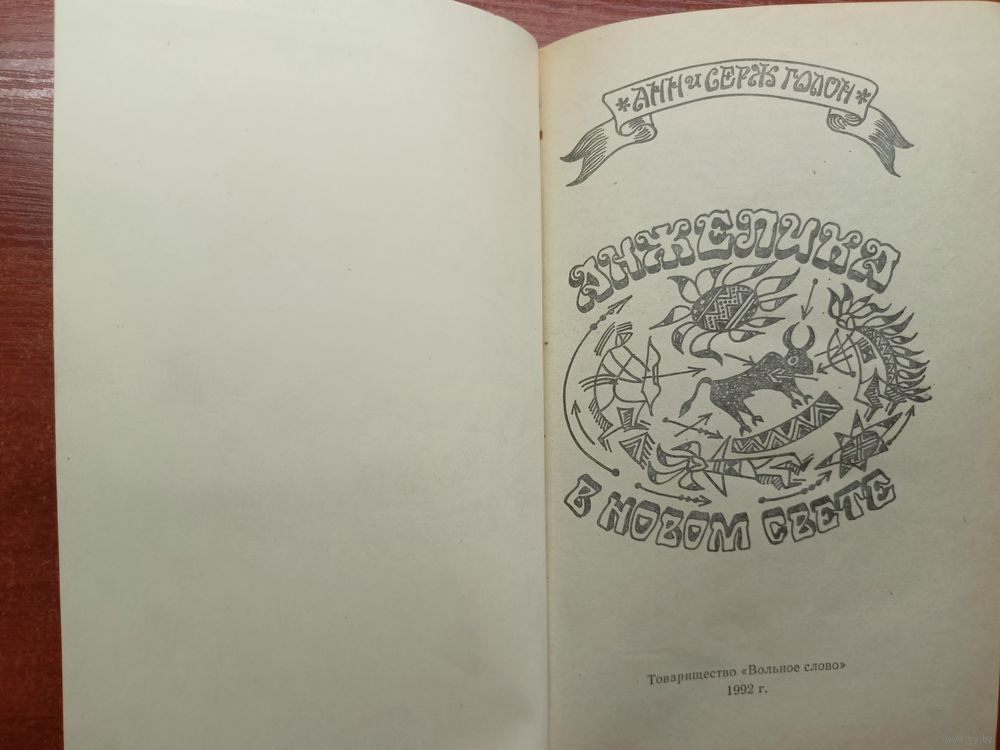 *АНН и СЕРЖ ГОЛОН*
АНЖЕЛИКА
В НОВОМ СВЕТЕ
Товарищество «Вольное слово»
1992 г.